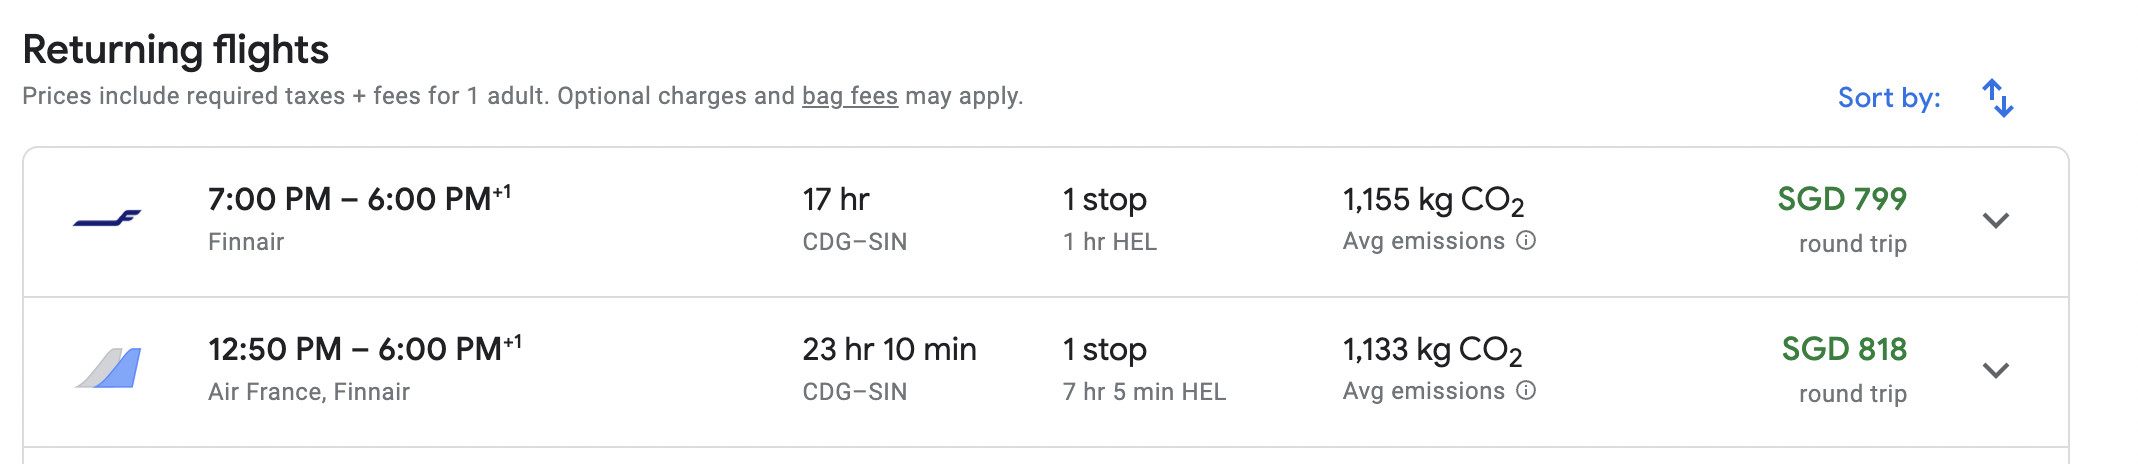 Returning flights
Prices include required taxes + fees for 1 adult. Optional charges and bag fees may apply.
Sort by:
7:00 PM – 6:00 PM+1
Finnair
17 hr
CDG–SIN
1 stop
1 hr HEL
1,155 kg CO2
Avg emissions
SGD 799
round trip
12:50 PM – 6:00 PM+1
Air France, Finnair
23 hr 10 min
CDG–SIN
1 stop
7 hr 5 min HEL
1,133 kg CO2
Avg emissions
SGD 818
round trip